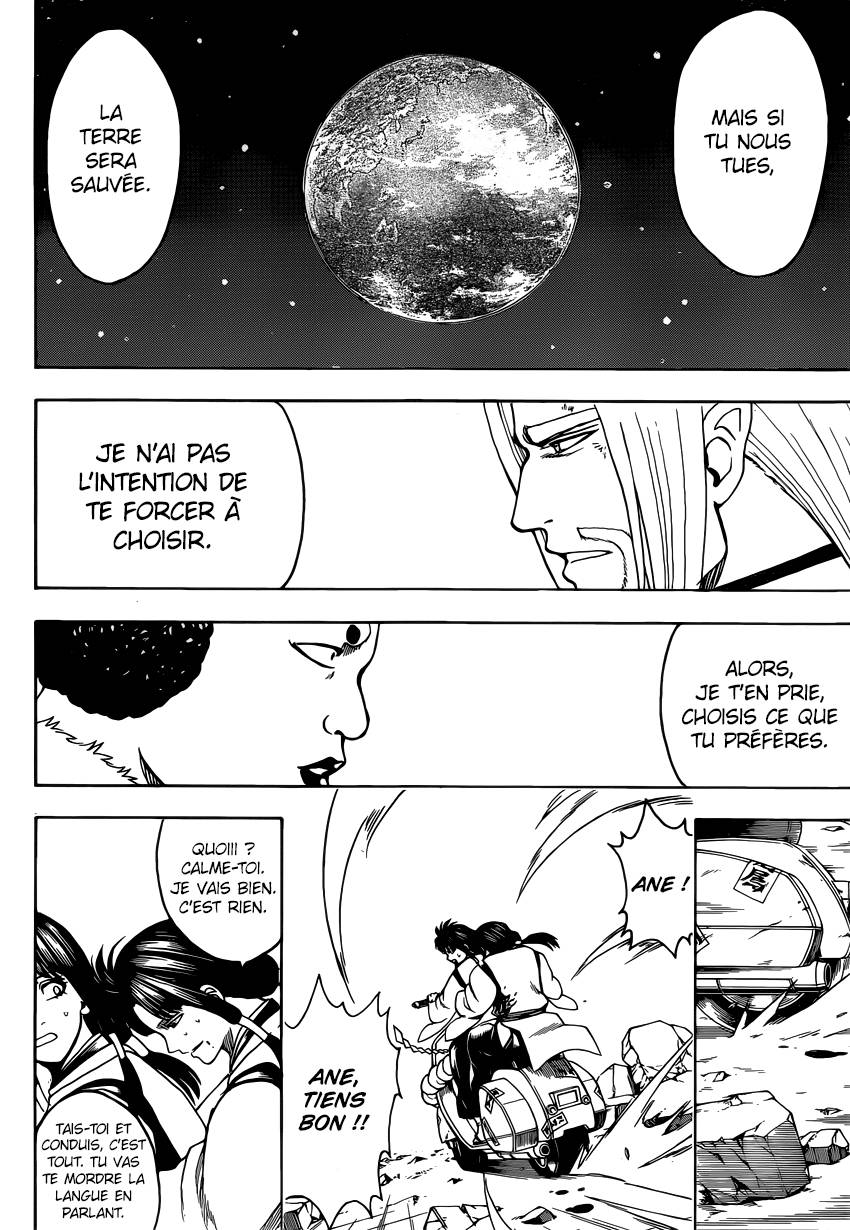 MAIS SI
TU NOUS
TUES,
LA
TERRE
SERA
SAUVÉE.
JE N'AI PAS
L'INTENTION DE
TE FORCER À
CHOISIR.
ALORS,
JE T'EN PRIE,
CHOISIS CE QUE
TU PRÉFÈRES.
ANE !
ANE,
TIENS
BON !!
QUOIII ?
CALME-TOI.
JE VAIS BIEN.
C'EST RIEN.
TAIS-TOI ET
CONDUIS, C'EST
TOUT. TU VAS
TE MORDRE LA
LANGUE EN
PARLANT.